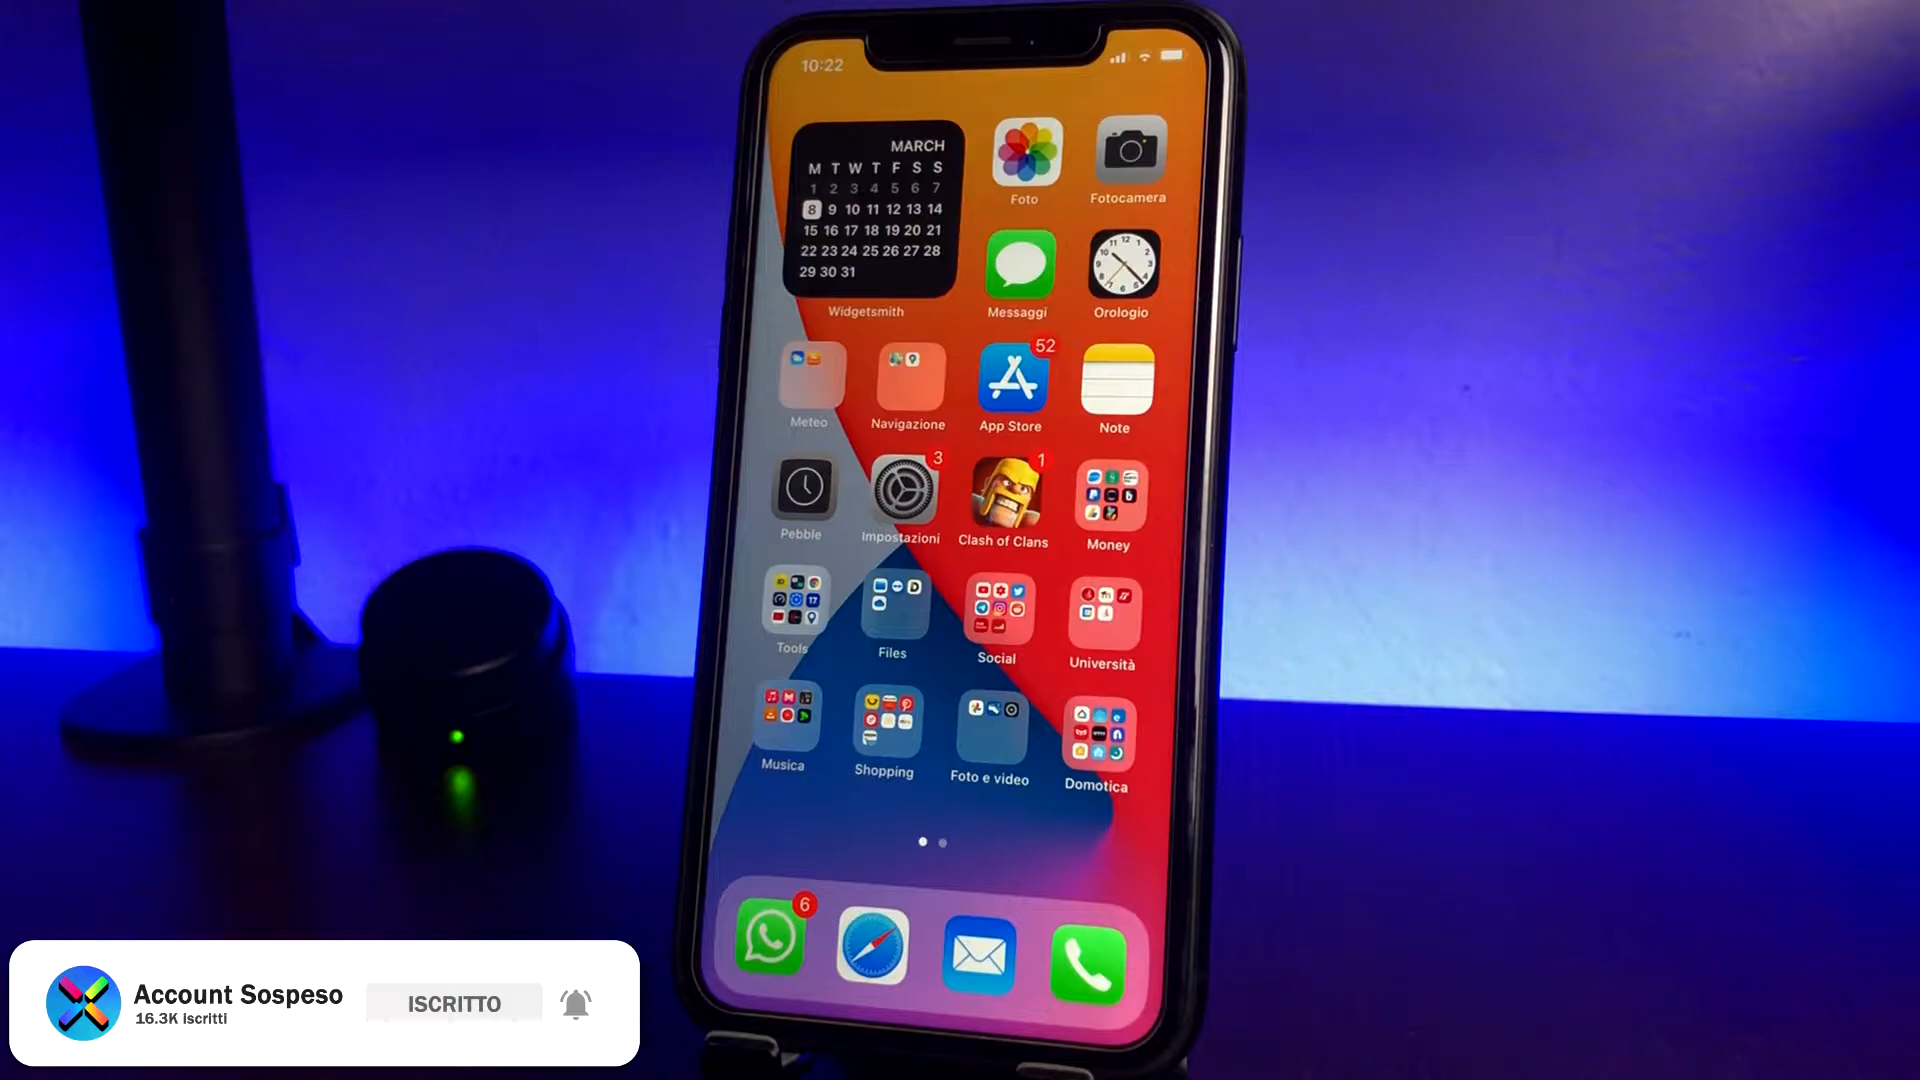 10:22
MARCH
M T W T F S S
1 2 3 4 5 6 7
8 9 10 11 12 13 14
15 16 17 18 19 20 21
22 23 24 25 26 27 28
29 30 31
Widgetsmith
Foto
Fotocamera
Messaggi
Orologio
52
Meteo
Navigazione
App Store
Note
3
1
Pebble
Impostazioni
Clash of Clans
Money
Tools
Files
Social
Università
Musica
Shopping
Foto e video
Domotica
6
Account Sospeso
16.3K iscritti
ISCRITTO